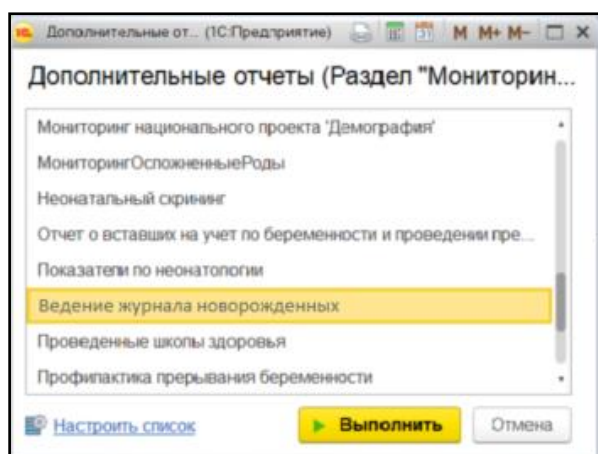 1С Дополнительные от... (1С:Предприятие) 31 M M+ M-
Дополнительные отчеты (Раздел "Мониторин...
Мониторинг национального проекта 'Демография'
МониторингОсложненныеРоды
Неонатальный скрининг
Отчет о вставших на учет по беременности и проведении пре...
Показатели по неонатологии
Ведение журнала новорожденных
Проведенные школы здоровья
Профилактика прерывания беременности
Настроить список Выполнить Отмена